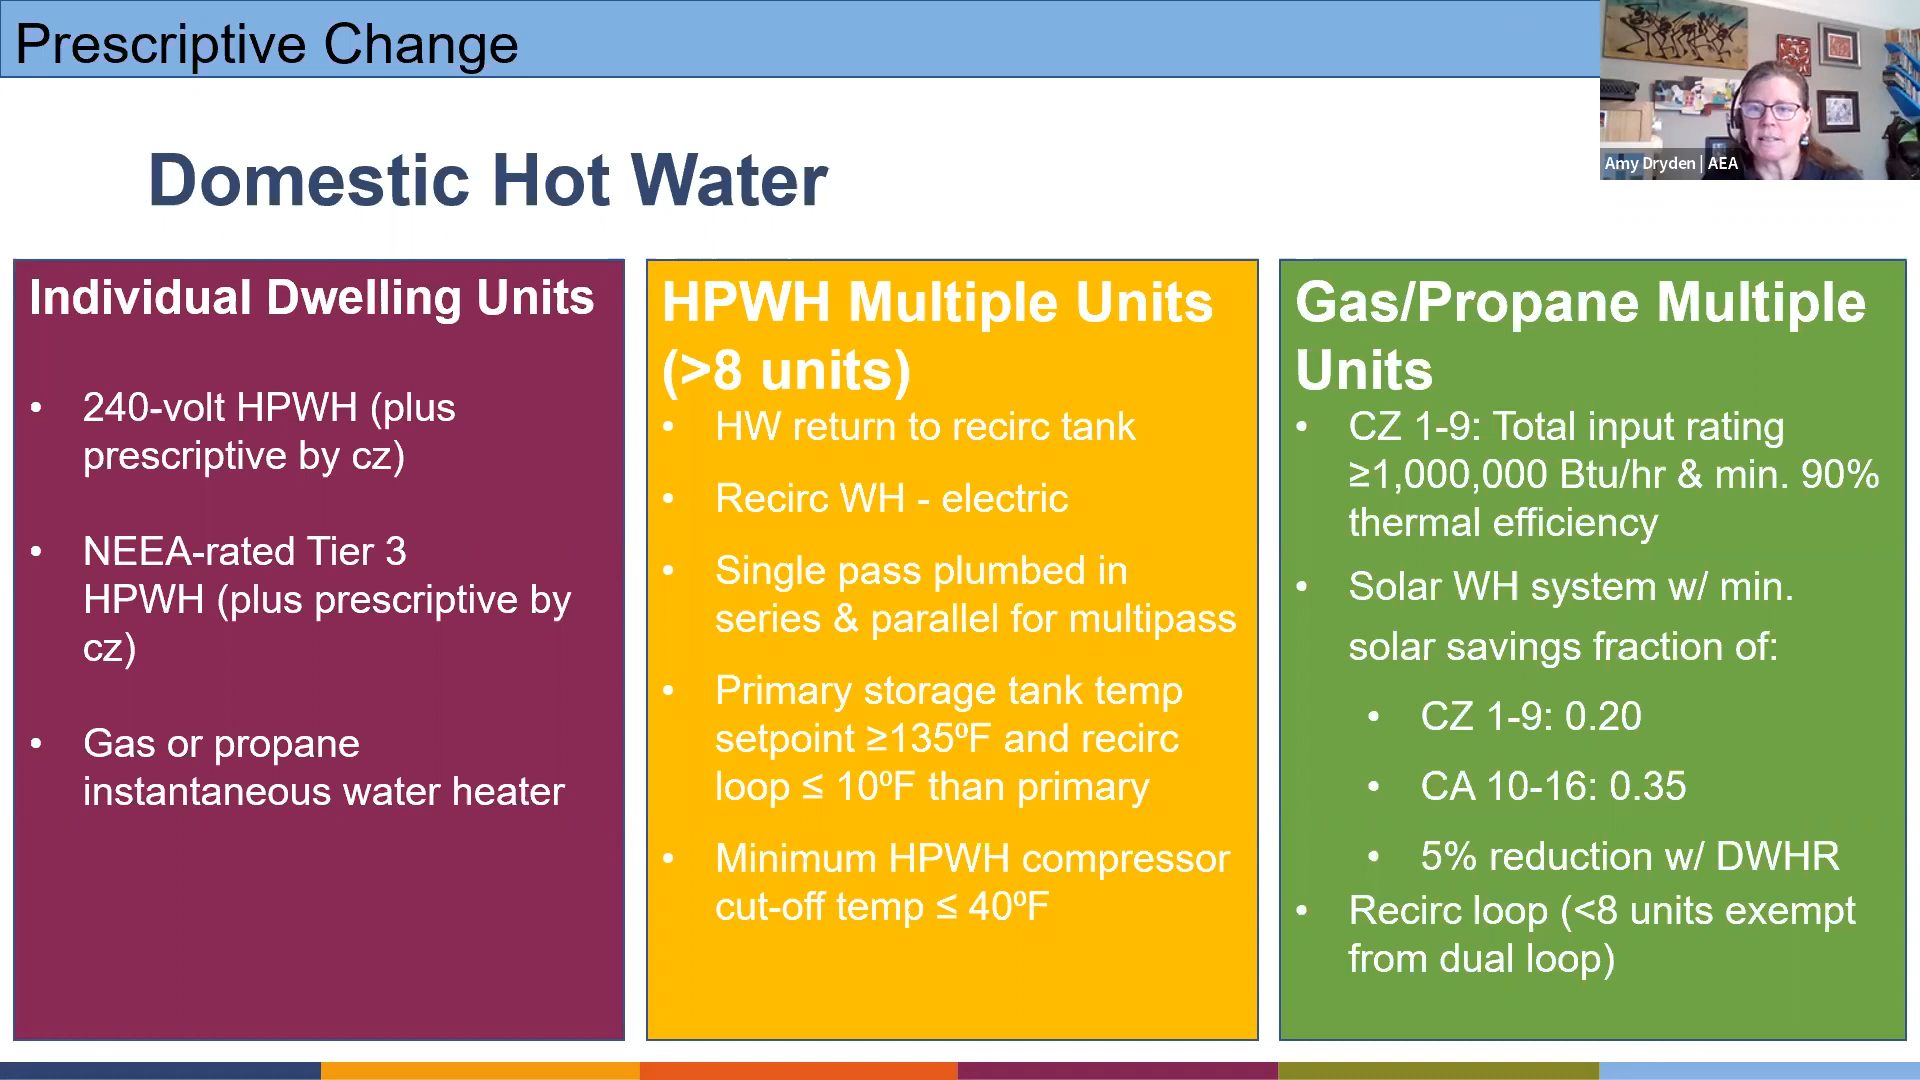 Prescriptive Change
Amy Dryden | AEA
Domestic Hot Water
Individual Dwelling Units
• 240-volt HPWH (plus
prescriptive by cz)
• NEEA-rated Tier 3
HPWH (plus prescriptive by
cz)
• Gas or propane
instantaneous water heater
HPWH Multiple Units
(>8 units)
• HW return to recirc tank
• Recirc WH - electric
• Single pass plumbed in
series & parallel for multipass
• Primary storage tank temp
setpoint ≥135ºF and recirc
loop ≤ 10ºF than primary
• Minimum HPWH compressor
cut-off temp ≤ 40ºF
Gas/Propane Multiple
Units
• CZ 1-9: Total input rating
≥1,000,000 Btu/hr & min. 90%
thermal efficiency
• Solar WH system w/ min.
solar savings fraction of:
• CZ 1-9: 0.20
• CA 10-16: 0.35
• 5% reduction w/ DWHR
• Recirc loop (<8 units exempt
from dual loop)